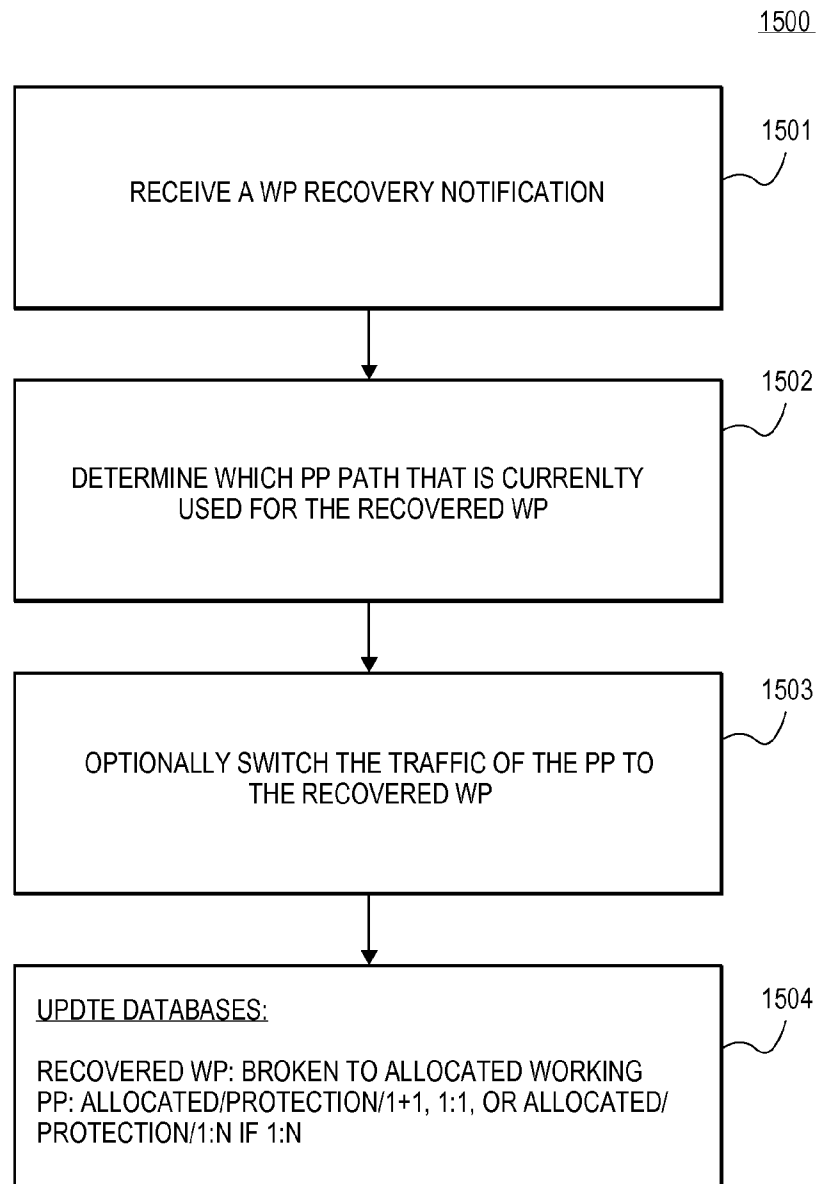 1500
1501
RECEIVE A WP RECOVERY NOTIFICATION
1502
DETERMINE WHICH PP PATH THAT IS CURRENLTY
USED FOR THE RECOVERED WP
1503
OPTIONALLY SWITCH THE TRAFFIC OF THE PP TO
THE RECOVERED WP
1504
UPDTE DATABASES:
RECOVERED WP: BROKEN TO ALLOCATED WORKING
PP: ALLOCATED/PROTECTION/1+1, 1:1, OR ALLOCATED/
PROTECTION/1:N IF 1:N